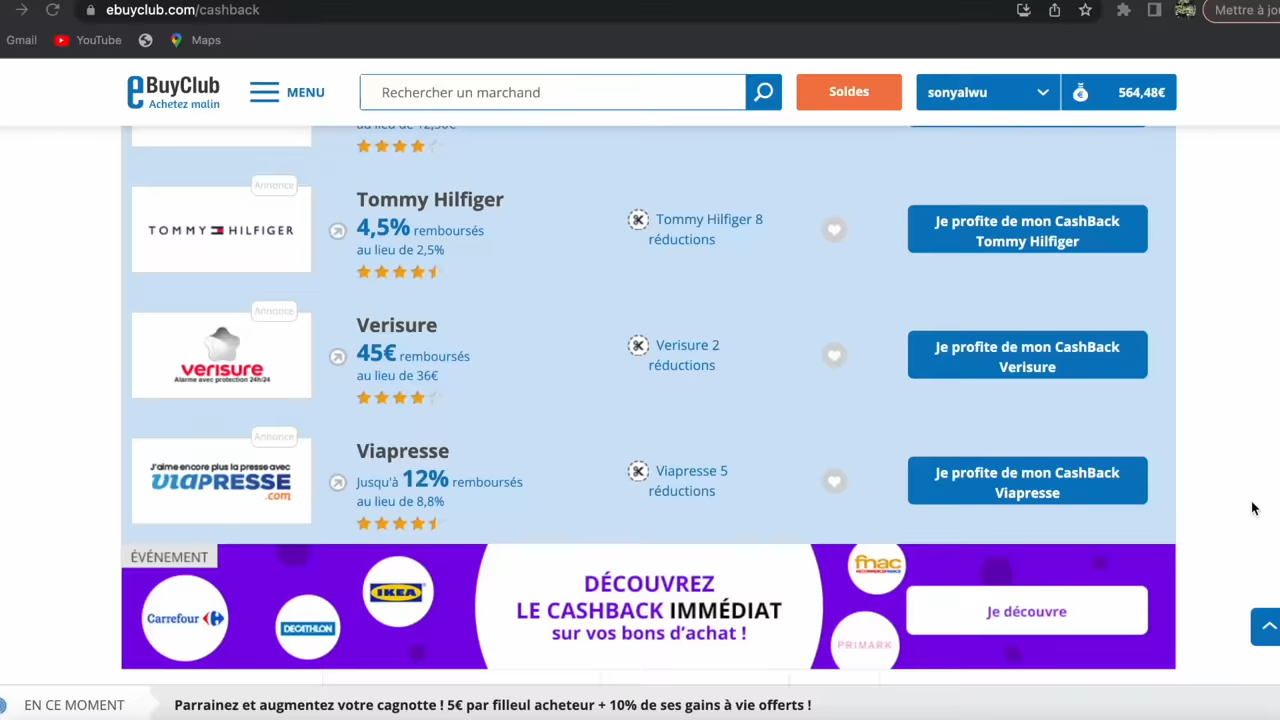 ebuyclub.com/cashback
Mettre à jo
Gmail YouTube Maps
eBuyClub
Achetez malin
MENU
Rechercher un marchand
Soldes
sonyalwu
564,48€
au lieu de 12,50€
Annonce
TOMMY HILFIGER
Tommy Hilfiger
4,5% remboursés
au lieu de 2,5%
Tommy Hilfiger 8
réductions
Je profite de mon CashBack
Tommy Hilfiger
Annonce
verisure
Alarme avec protection 24h/24
Verisure
45€ remboursés
au lieu de 36€
Verisure 2
réductions
Je profite de mon CashBack
Verisure
Annonce
J'aime encore plus la presse avec
VIAPRESSE
.com
Viapresse
Jusqu'à 12% remboursés
au lieu de 8,8%
Viapresse 5
réductions
Je profite de mon CashBack
Viapresse
ÉVÉNEMENT
Carrefour
DECATHLON
IKEA
DÉCOUVREZ
LE CASHBACK IMMÉDIAT
sur vos bons d'achat !
fnac
PRIMARK
Je découvre
EN CE MOMENT
Parrainez et augmentez votre cagnotte ! 5€ par filleul acheteur + 10% de ses gains à vie offerts !